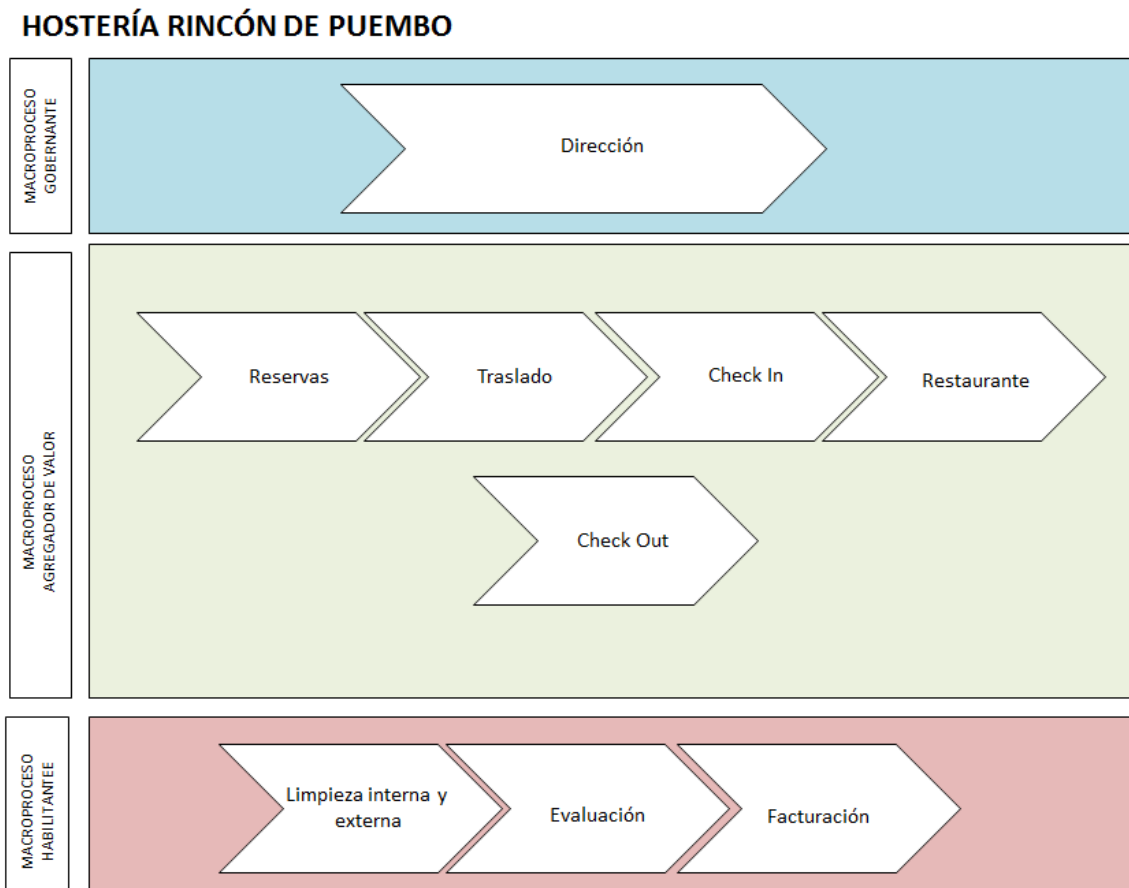 HOSTERÍA RINCÓN DE PUEMBO
MACROPROCESO
GOBERNANTE
Dirección
MACROPROCESO
AGREGADOR DE VALOR
Reservas
Traslado
Check In
Restaurante
Check Out
MACROPROCESO
HABILITANTEE
Limpieza interna y
externa
Evaluación
Facturación